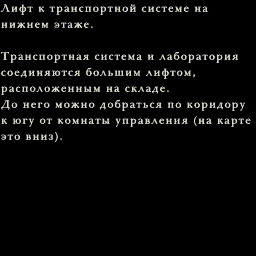 Лифт к транспортной системе на
нижнем этаже.
Транспортная система и лаборатория
соединяются большим лифтом,
расположенным на складе.
До него можно добраться по коридору
к югу от комнаты управления (на карте
это вниз).